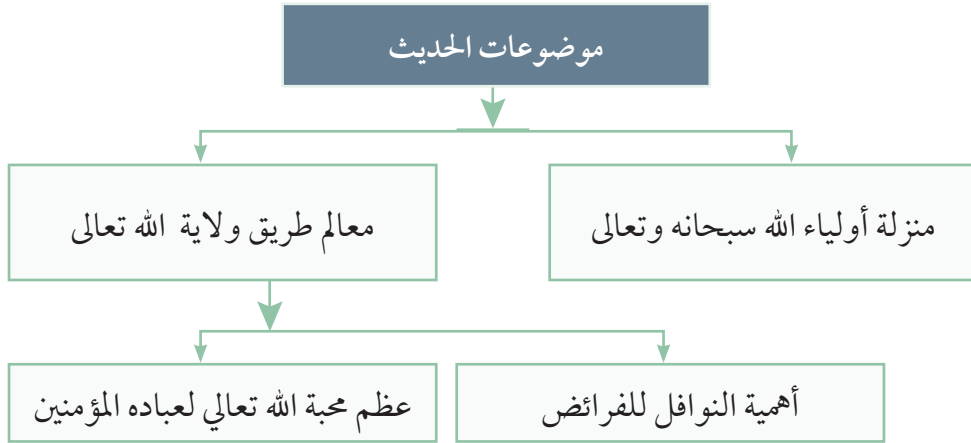 موضوعات الحديث
منزلة أولياء الله سبحانه وتعالى
معالم طريق ولاية الله تعالى
أهمية النوافل للفرائض
عظم محبة الله تعالي لعباده المؤمنين